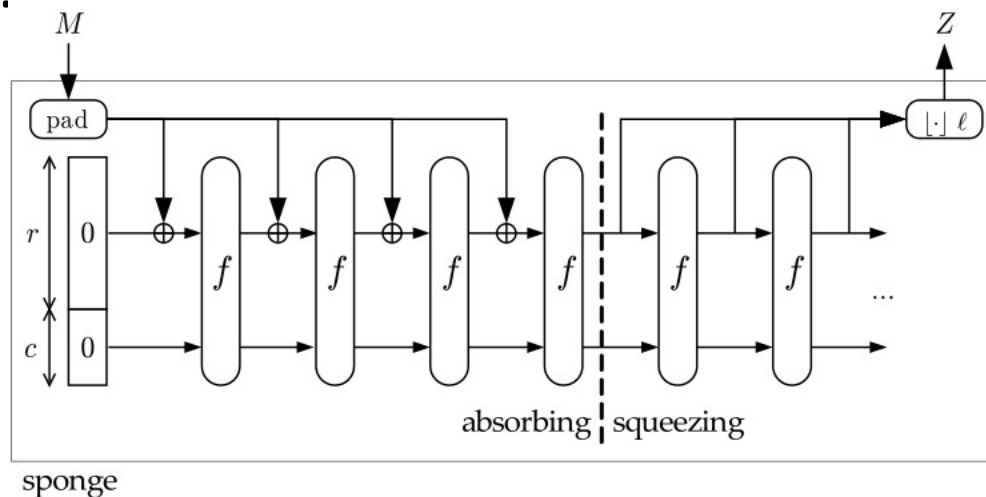 M Z
pad ⌊·⌋ ℓ
r 0 f f f f f f
...
c 0
absorbing squeezing
sponge